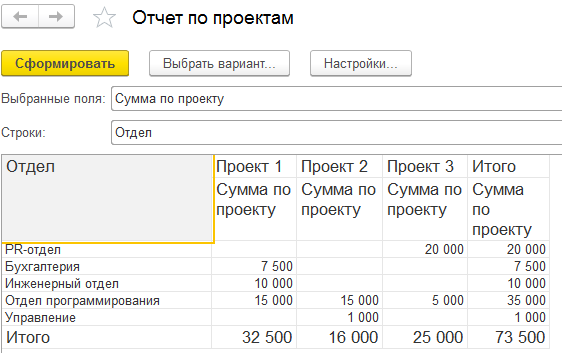 Отчет по проектам
Сформировать Выбрать вариант... Настройки...
Выбранные поля: Сумма по проекту
Строки: Отдел
Отдел Проект 1 Проект 2 Проект 3 Итого
Сумма по проекту Сумма по проекту Сумма по проекту Сумма по проекту
PR-отдел 20 000 20 000
Бухгалтерия 7 500 7 500
Инженерный отдел 10 000 10 000
Отдел программирования 15 000 15 000 5 000 35 000
Управление 1 000 1 000
Итого 32 500 16 000 25 000 73 500